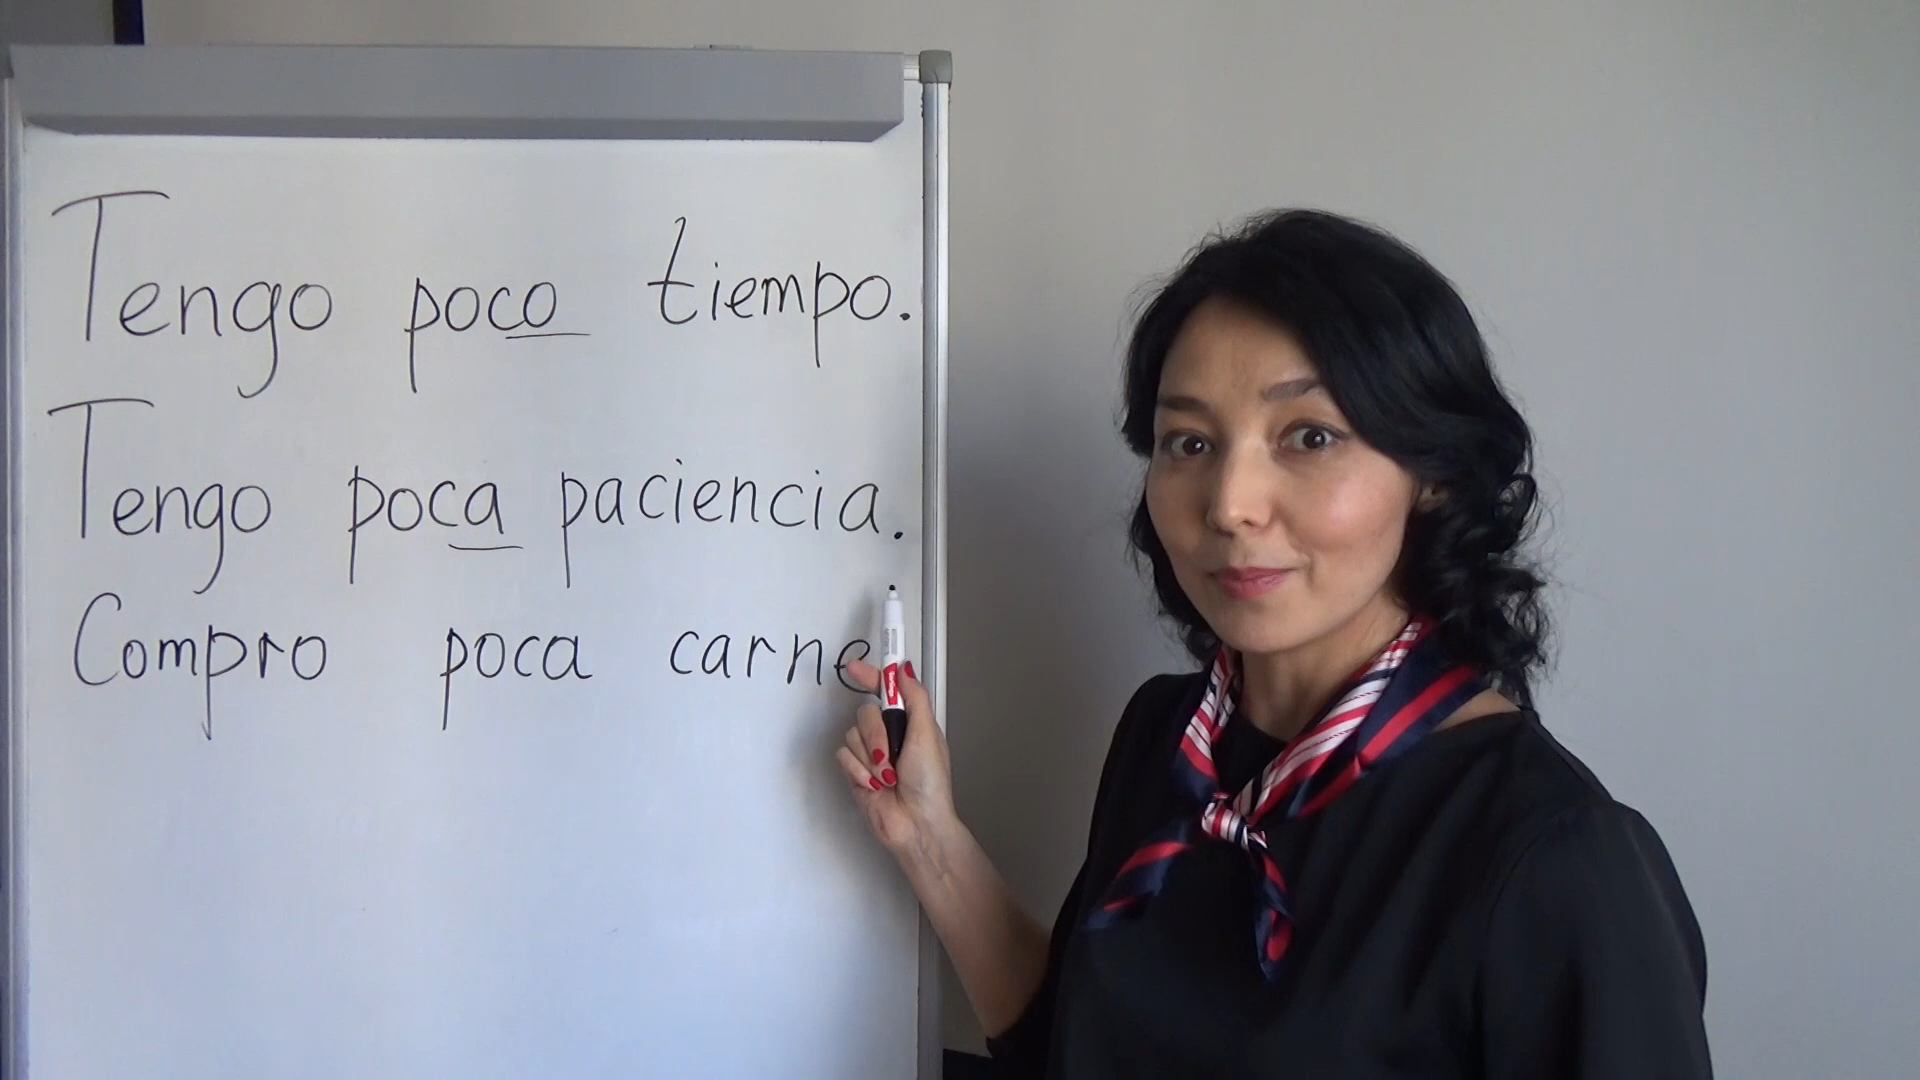 Tengo poco tiempo.
Tengo poca paciencia.
Compro poca carne